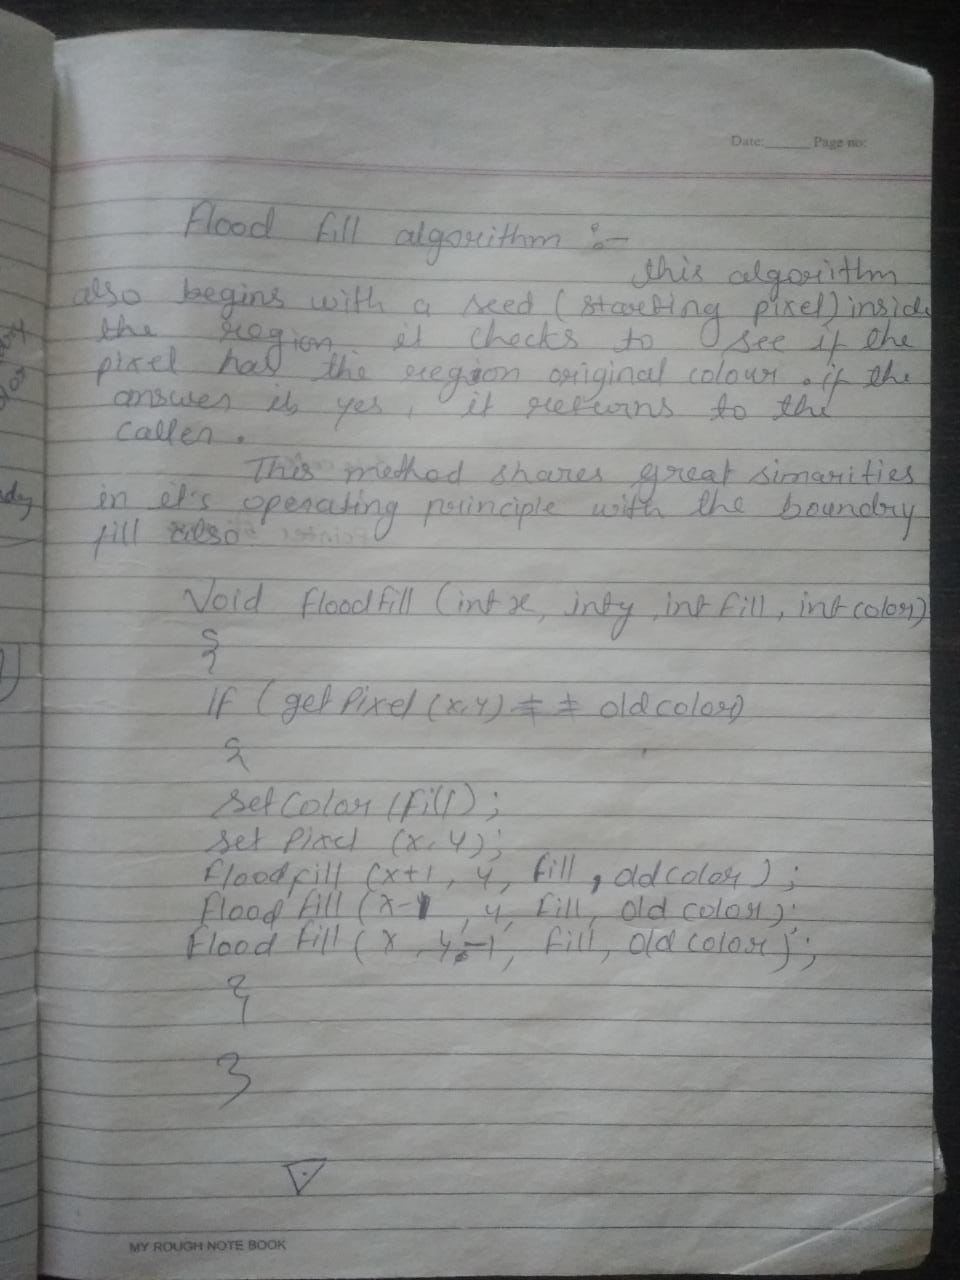 Date:______ Page no:
Flood fill algorithm :-
this algorithm
also begins with a seed (starting pixel) inside
the region it checks to see if the
pixel has the region original colour . if the
answer is yes , it returns to the
caller .
This method shares great simarities
in it's operating principle with the boundry
fill also
Void floodfill (int x, int y, int fill, int color)
{
if (get Pixel (x, y) = = old color)
{
set Color (fill) ;
set Pixel (x, y) ;
flood fill (x+1, y, fill , old color ) ;
flood fill (x-1 , y, fill, old color) ;
flood fill ( x , y-1, fill, old color) ;
}
}
MY ROUGH NOTE BOOK